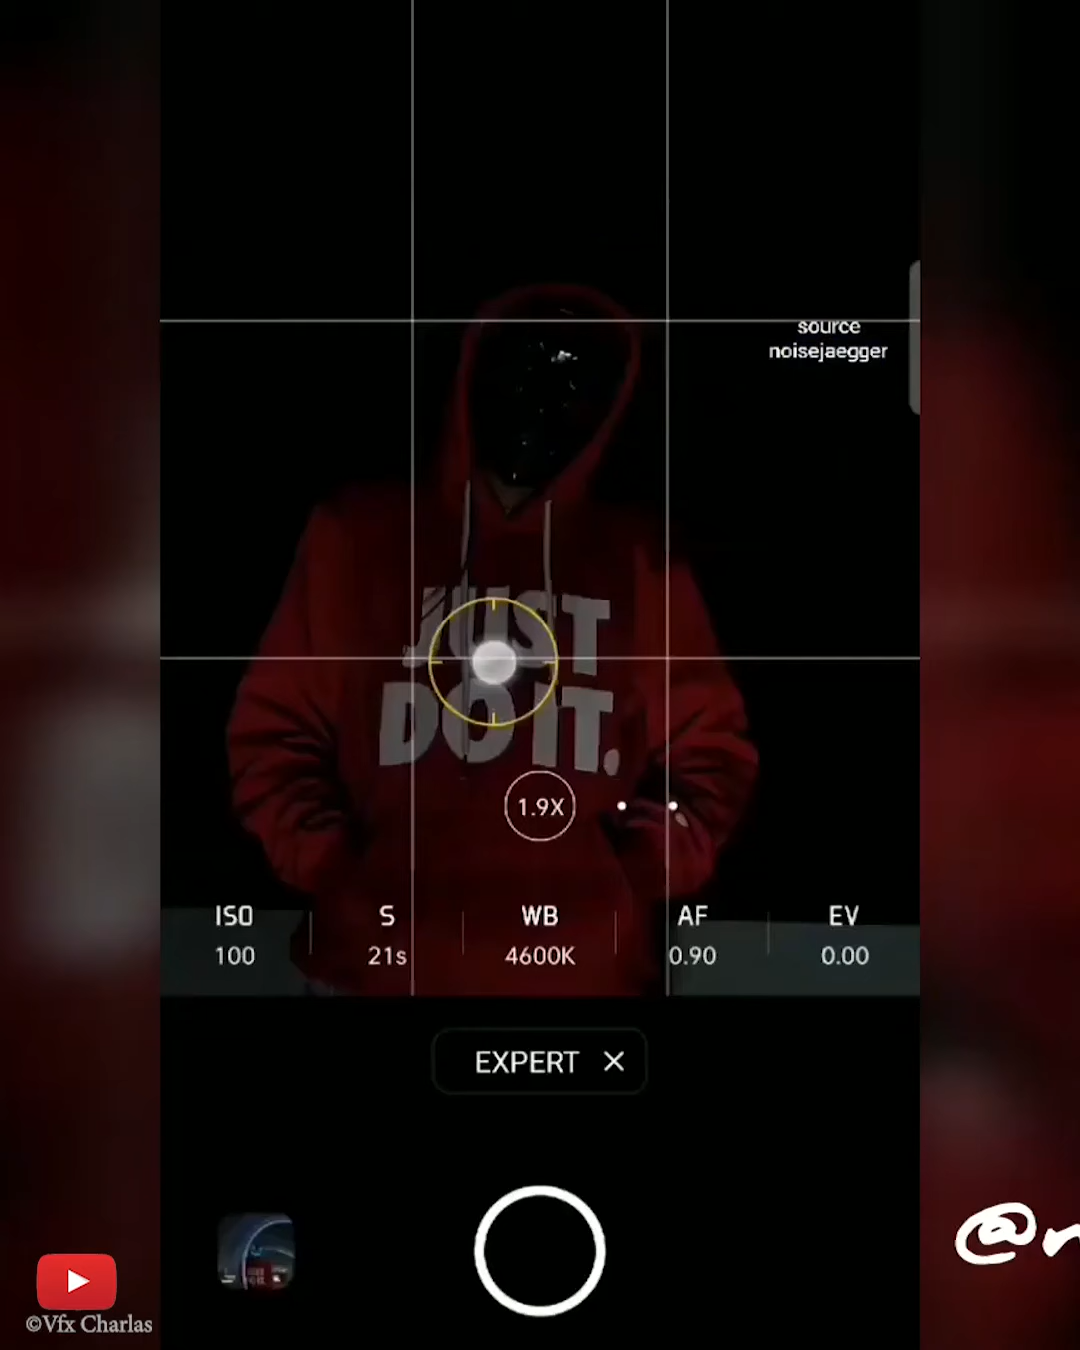 source
noisejaegger
JUST
DO IT.
1.9X
ISO S WB AF EV
100 21s 4600K 0.90 0.00
EXPERT ×
@n
©Vfx Charlas